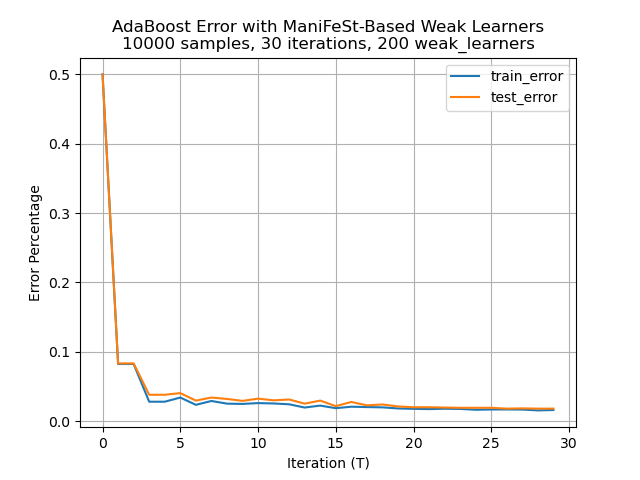 AdaBoost Error with ManiFeSt-Based Weak Learners
10000 samples, 30 iterations, 200 weak_learners
train_error
test_error
Error Percentage
0.5
0.4
0.3
0.2
0.1
0.0
0 5 10 15 20 25 30
Iteration (T)